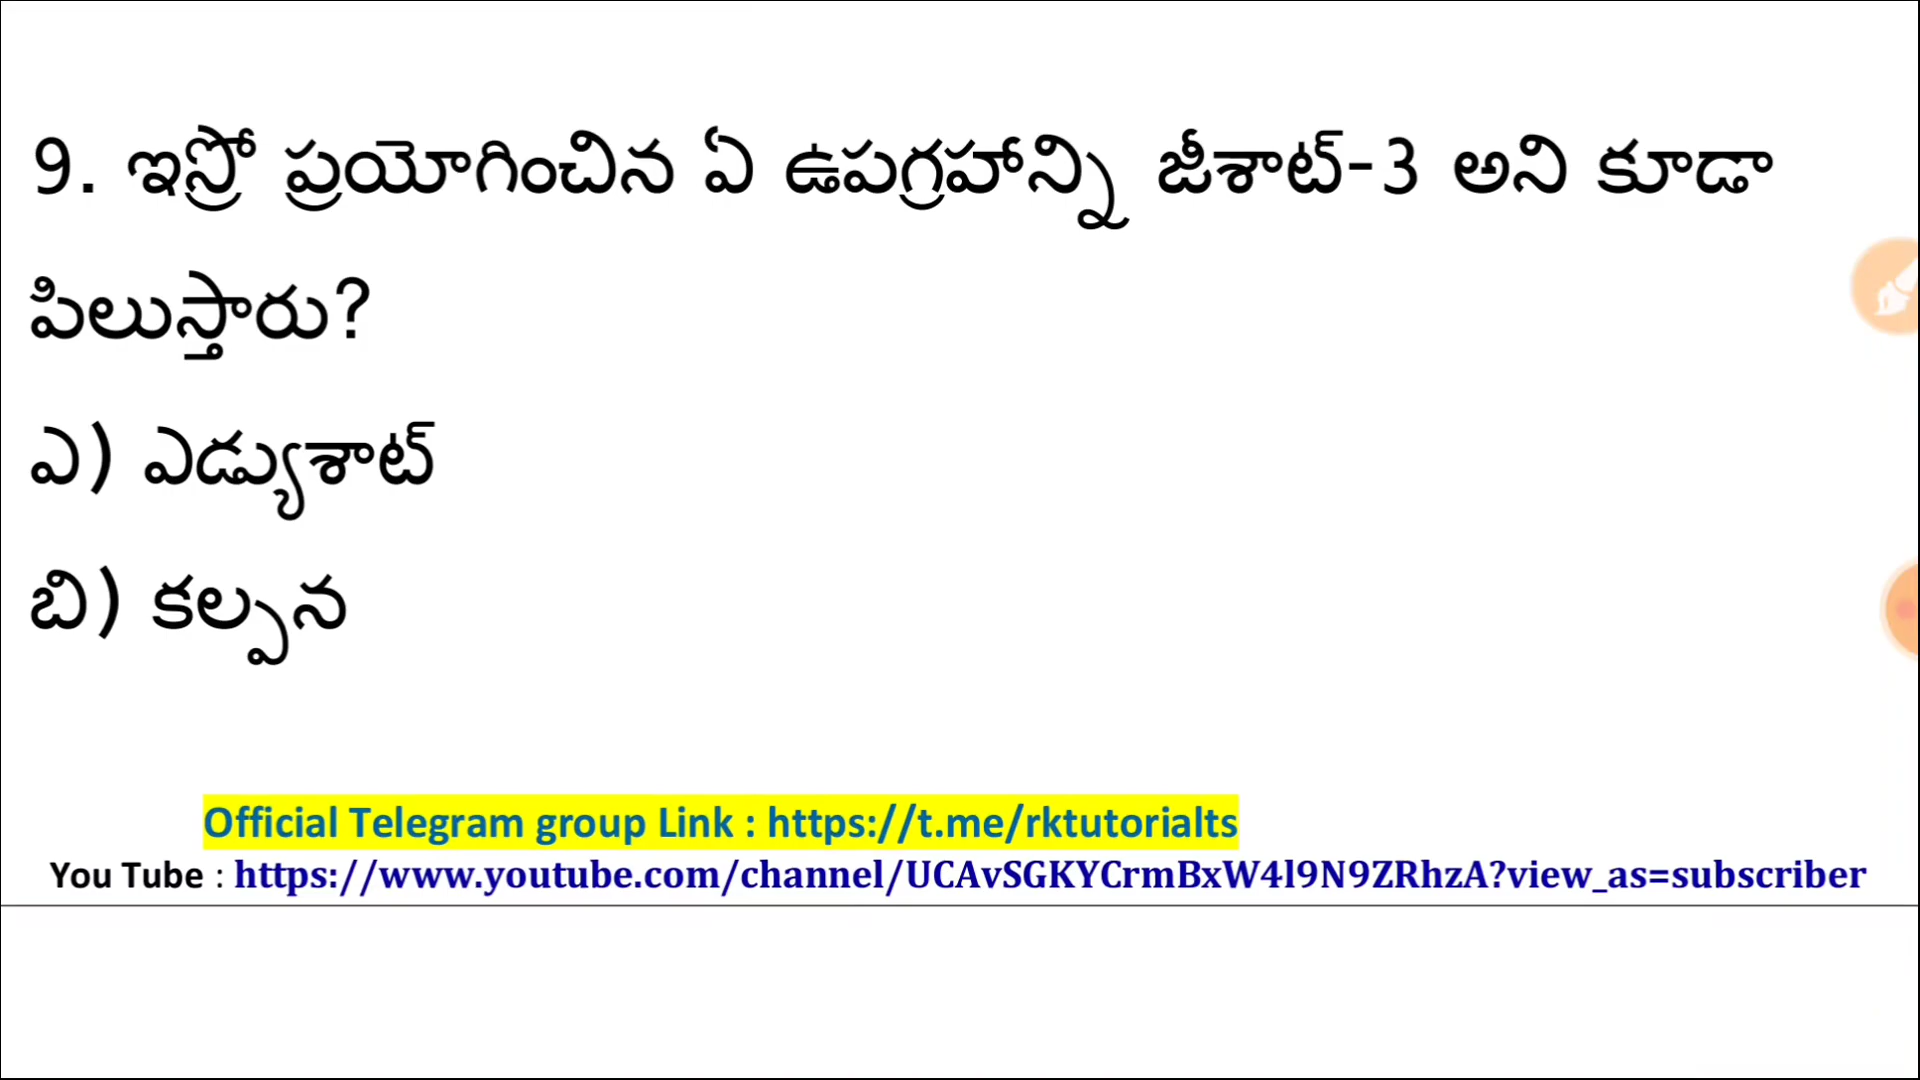 9. ఇస్రో ప్రయోగించిన ఏ ఉపగ్రహాన్ని జీశాట్-3 అని కూడా
పిలుస్తారు?
ఎ) ఎడ్యుశాట్
బి) కల్పన
Official Telegram group Link : https://t.me/rktutorialts
You Tube : https://www.youtube.com/channel/UCAvSGKYCrmBxW4l9N9ZRhzA?view_as=subscriber